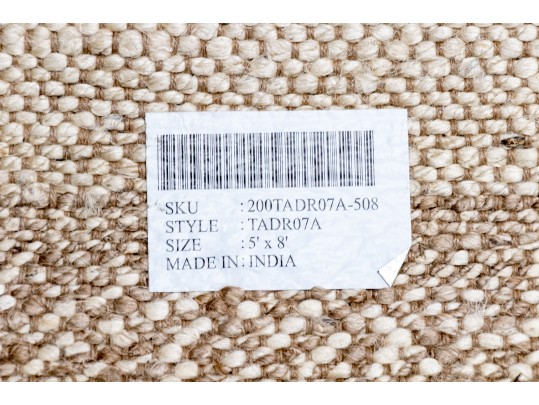 SKU : 200TADR07A-508
STYLE : TADR07A
SIZE : 5' x 8'
MADE IN : INDIA